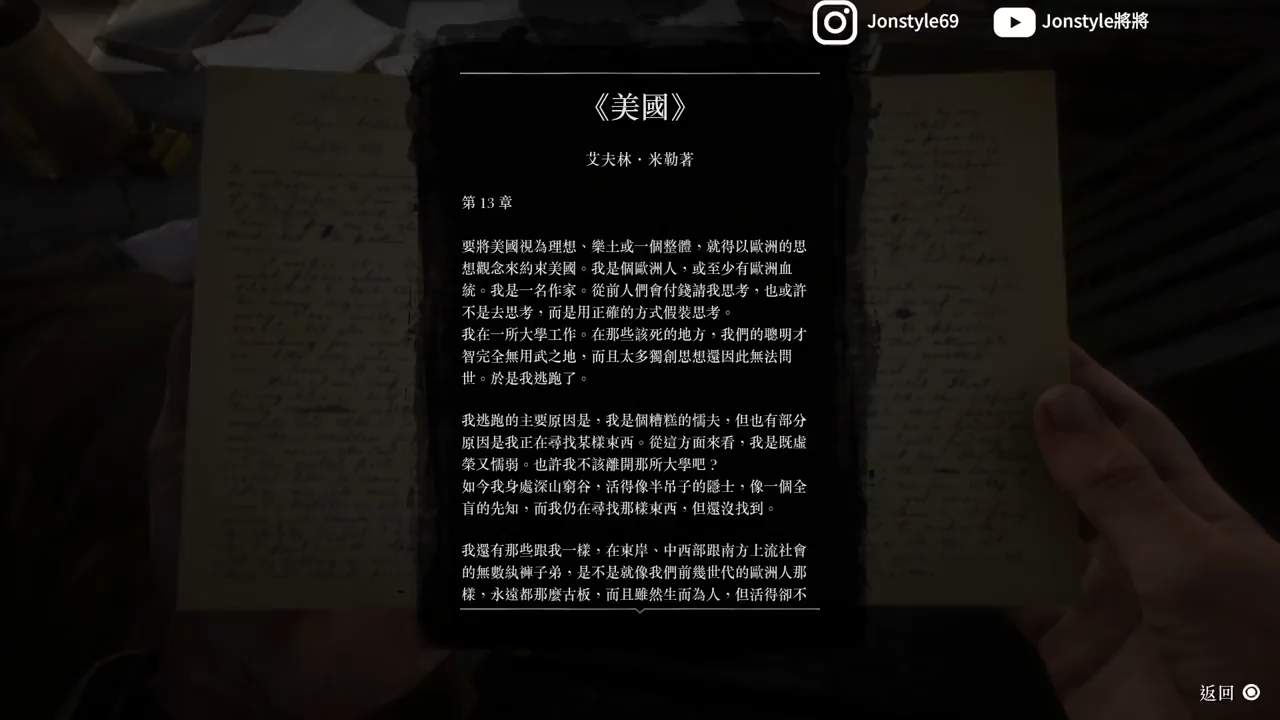 Jonstyle69
Jonstyle將將
《美國》
艾夫林·米勒著
第 13 章
要將美國視為理想、樂土或一個整體，就得以歐洲的思
想觀念來約束美國。我是個歐洲人，或至少有歐洲血
統。我是一名作家。從前人們會付錢請我思考，也或許
不是去思考，而是用正確的方式假裝思考。
我在一所大學工作。在那些該死的地方，我們的聰明才
智完全無用武之地，而且太多獨創思想還因此無法問
世。於是我逃跑了。
我逃跑的主要原因是，我是個糟糕的懦夫，但也有部分
原因是我正在尋找某樣東西。從這方面來看，我是既虛
榮又懦弱。也許我不該離開那所大學吧？
如今我身處深山窮谷，活得像半吊子的隱士，像一個全
盲的先知，而我仍在尋找那樣東西，但還沒找到。
我還有那些跟我一樣，在東岸、中西部跟南方上流社會
的無數紈褲子弟，是不是就像我們前幾世代的歐洲人那
樣，永遠都那麼古板，而且雖然生而為人，但活得卻不
返回